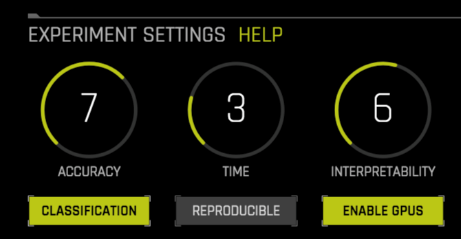 EXPERIMENT SETTINGS HELP
7 3 6
ACCURACY TIME INTERPRETABILITY
CLASSIFICATION REPRODUCIBLE ENABLE GPUS